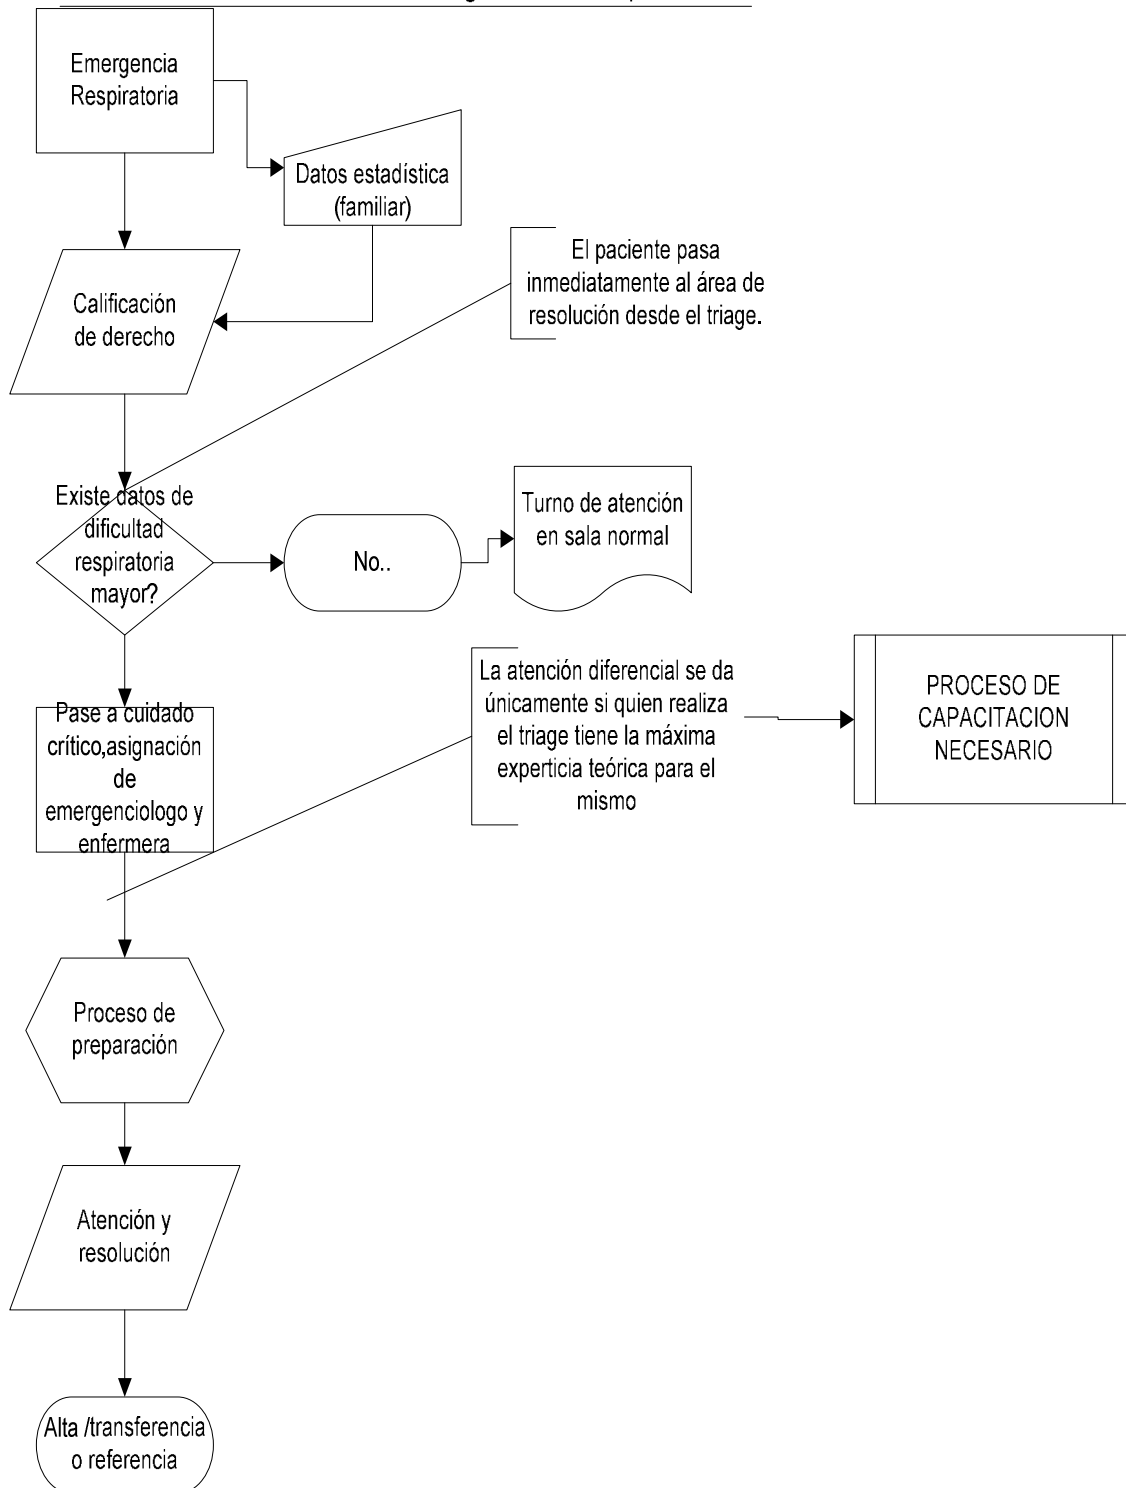 Emergencia
Respiratoria
Datos estadística
(familiar)
El paciente pasa
inmediatamente al área de
resolución desde el triage.
Calificación
de derecho
Existe datos de
dificultad
respiratoria
mayor?
No..
Turno de atención
en sala normal
La atención diferencial se da
únicamente si quien realiza
el triage tiene la máxima
experticia teórica para el
mismo
PROCESO DE
CAPACITACION
NECESARIO
Pase a cuidado
crítico,asignación
de
emergenciologo y
enfermera
Proceso de
preparación
Atención y
resolución
Alta /transferencia
o referencia